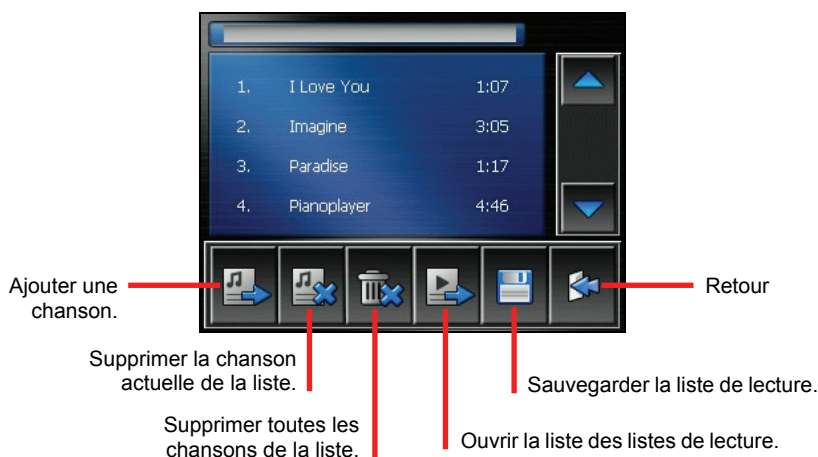 1. I Love You 1:07
2. Imagine 3:05
3. Paradise 1:17
4. Pianoplayer 4:46
Ajouter une
chanson.
Retour
Supprimer la chanson
actuelle de la liste.
Sauvegarder la liste de lecture.
Supprimer toutes les
chansons de la liste.
Ouvrir la liste des listes de lecture.